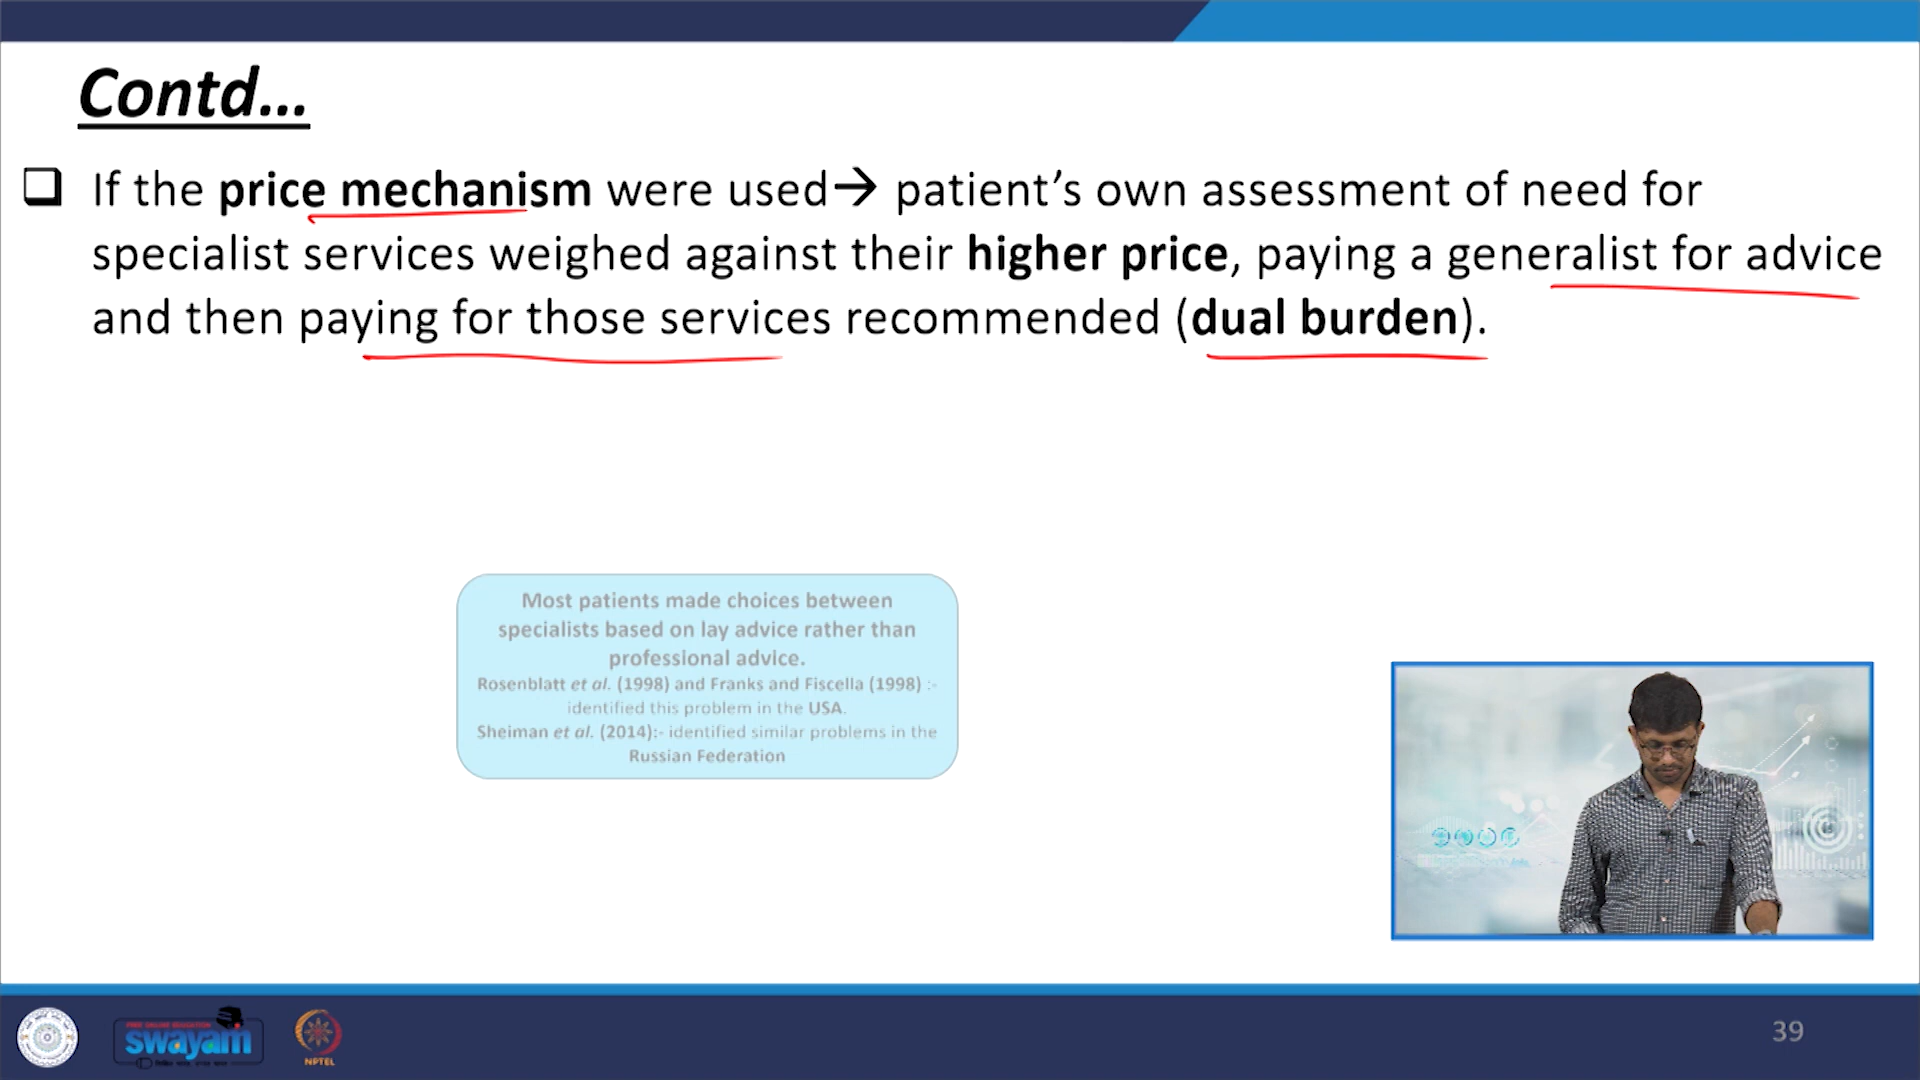 Contd...
❑ If the price mechanism were used→ patient’s own assessment of need for
specialist services weighed against their higher price, paying a generalist for advice
and then paying for those services recommended (dual burden).
Most patients made choices between
specialists based on lay advice rather than
professional advice.
Rosenblatt et al. (1998) and Franks and Fiscella (1998) :-
identified this problem in the USA.
Sheiman et al. (2014):- identified similar problems in the
Russian Federation
FREE ONLINE EDUCATION
swayam
NPTEL
39